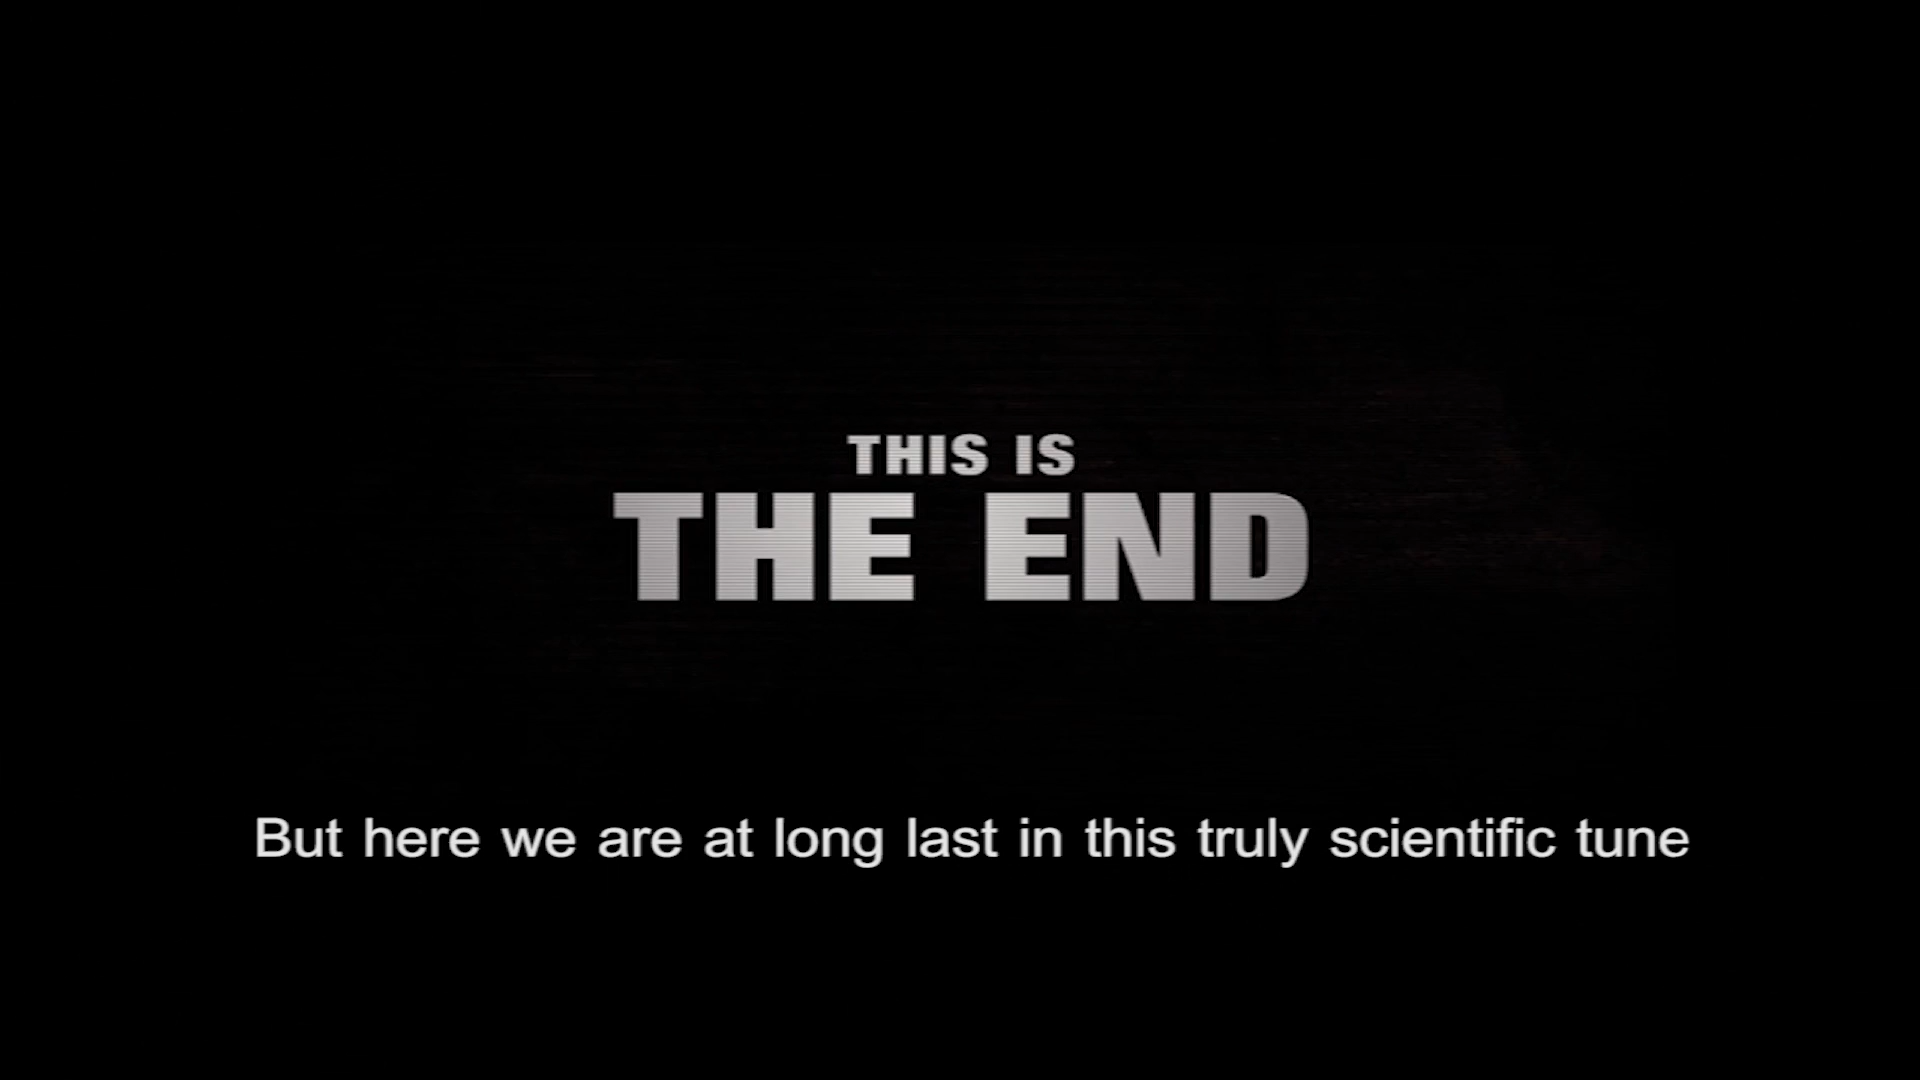 THIS IS
THE END
But here we are at long last in this truly scientific tune